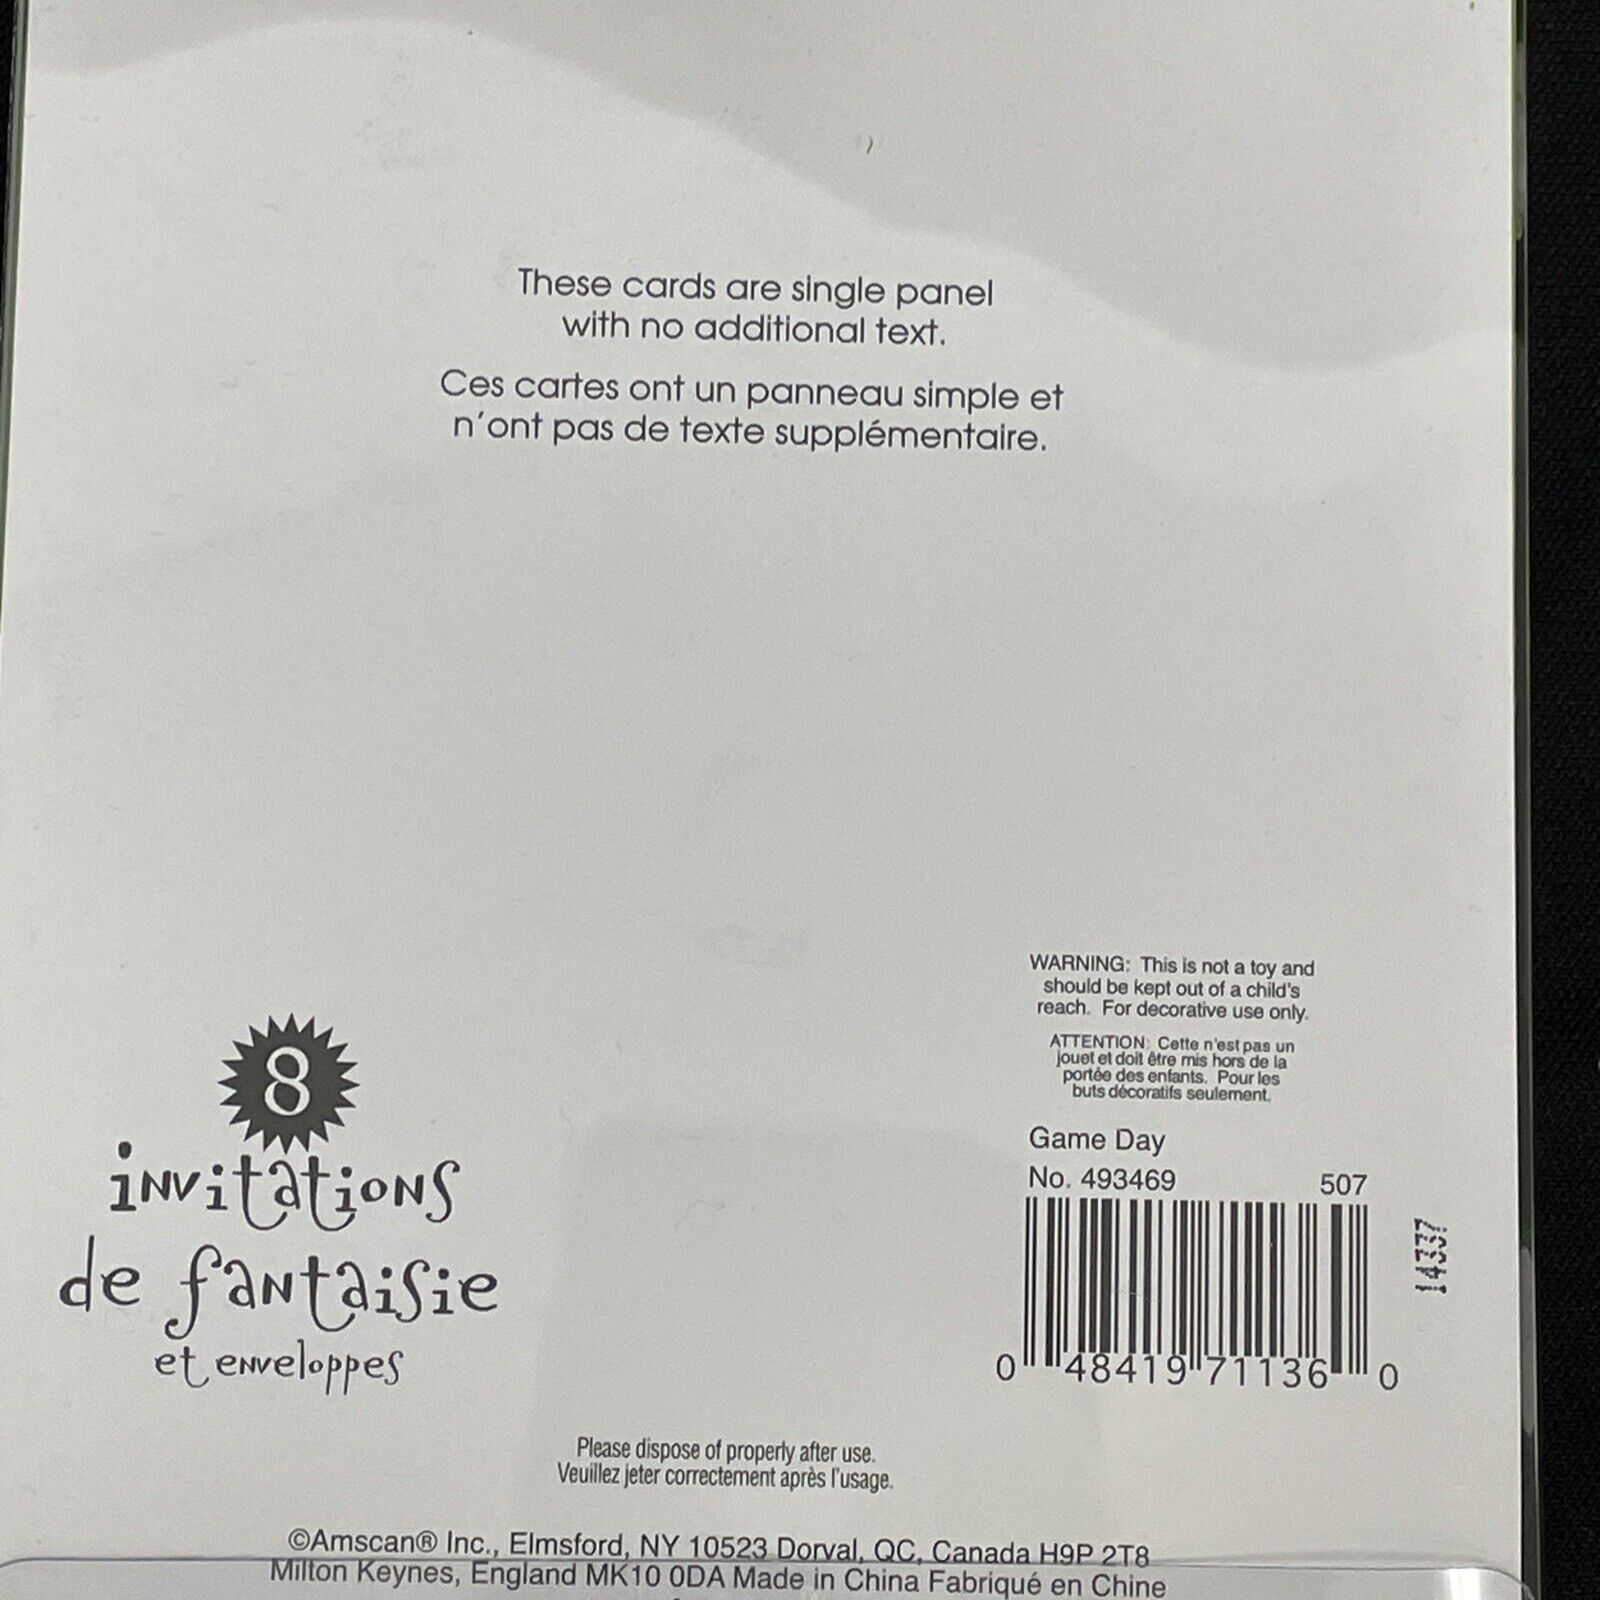 These cards are single panel
with no additional text.
Ces cartes ont un panneau simple et
n'ont pas de texte supplémentaire.
WARNING: This is not a toy and
should be kept out of a child's
reach. For decorative use only.
ATTENTION: Cette n'est pas un
jouet et doit être mis hors de la
portée des enfants. Pour les
buts décoratifs seulement.
8
invitations
de fantaisie
et enveloppes
Game Day
No. 493469 507
0 48419 71136 0
14337
Please dispose of properly after use.
Veuillez jeter correctement après l'usage.
©Amscan® Inc., Elmsford, NY 10523 Dorval, QC, Canada H9P 2T8
Milton Keynes, England MK10 0DA Made in China Fabriqué en Chine